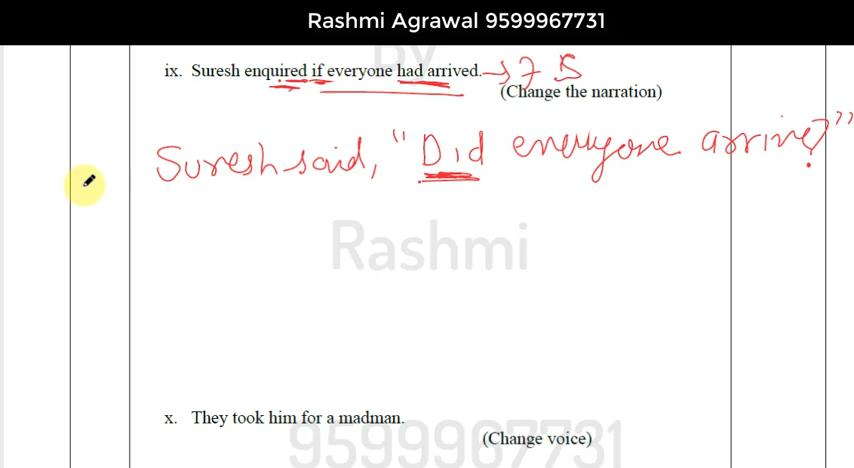 Rashmi Agrawal 9599967731
BY
ix. Suresh enquired if everyone had arrived.
(Change the narration)
Suresh said, "Did everyone arrive?"
Rashmi
x. They took him for a madman.
9599967731
(Change voice)